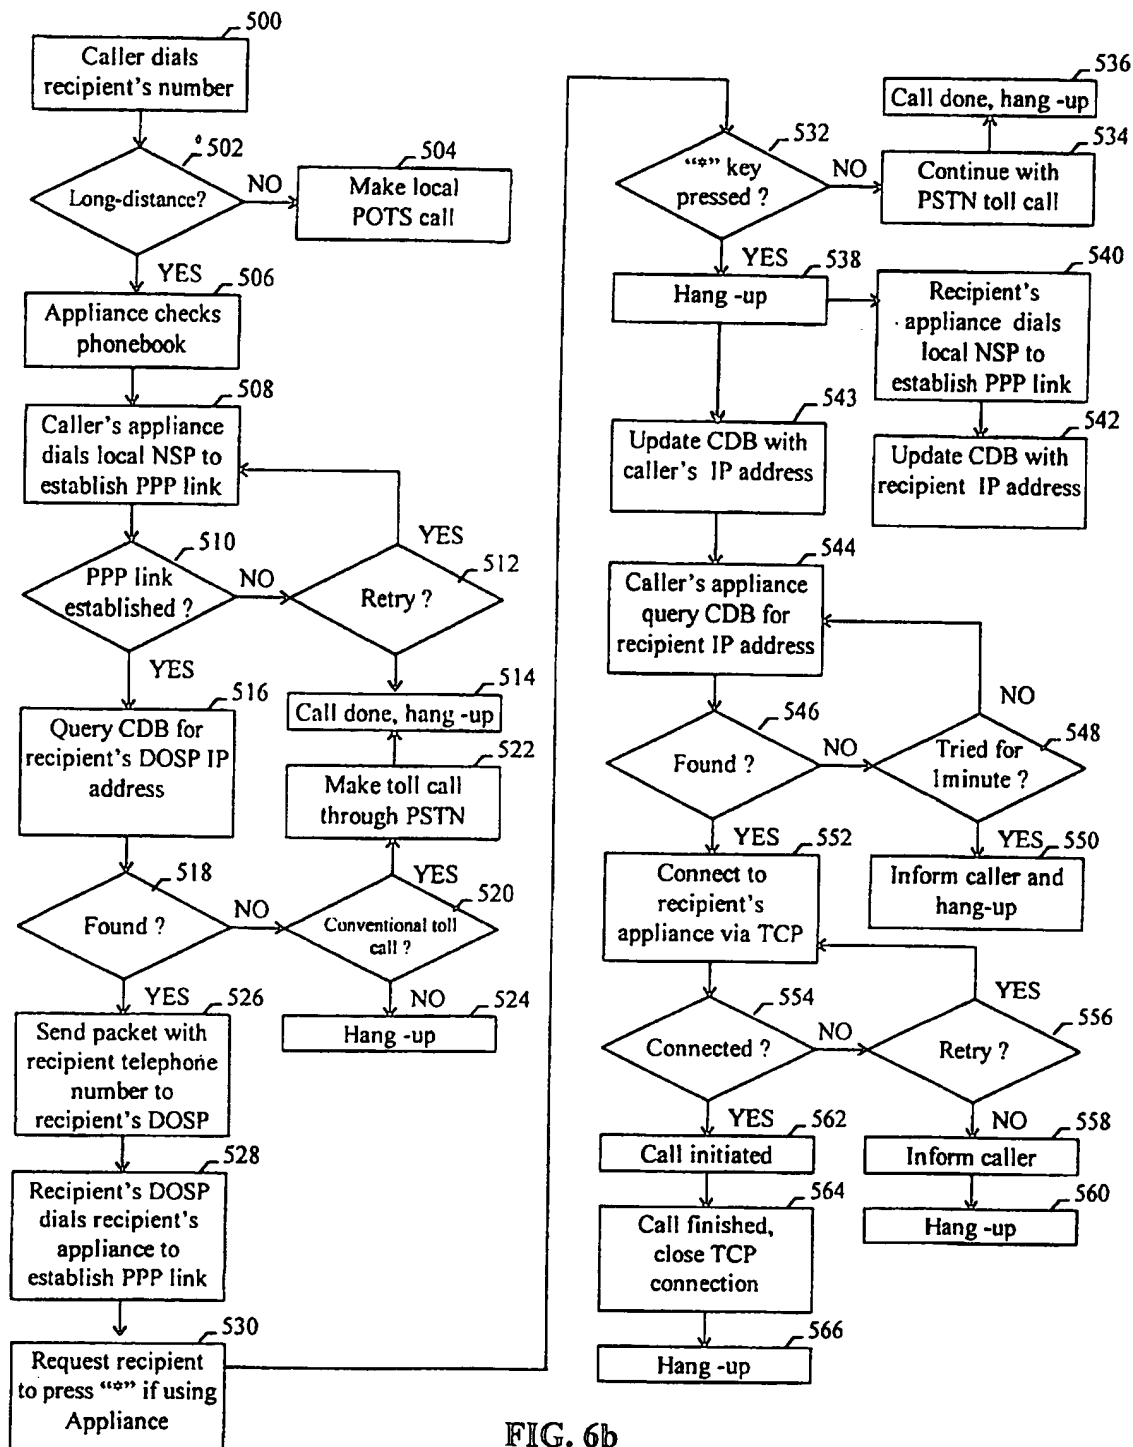 500
Caller dials
recipient's number
502
Long-distance?
NO
504
Make local
POTS call
YES
506
Appliance checks
phonebook
508
Caller's appliance
dials local NSP to
establish PPP link
510
PPP link
established ?
NO
YES
512
Retry ?
YES
514
Call done, hang -up
516
Query CDB for
recipient's DOSP IP
address
522
Make toll call
through PSTN
518
Found ?
NO
YES
520
Conventional toll
call ?
YES
NO
524
Hang -up
526
Send packet with
recipient telephone
number to
recipient's DOSP
528
Recipient's DOSP
dials recipient's
appliance to
establish PPP link
530
Request recipient
to press “*” if using
Appliance
532
“*” key
pressed ?
NO
534
Continue with
PSTN toll call
536
Call done, hang -up
YES
538
Hang -up
540
Recipient's
appliance dials
local NSP to
establish PPP link
542
Update CDB with
recipient IP address
543
Update CDB with
caller's IP address
544
Caller's appliance
query CDB for
recipient IP address
546
Found ?
NO
YES
548
Tried for
1minute ?
NO
YES
550
Inform caller and
hang-up
552
Connect to
recipient's
appliance via TCP
554
Connected ?
NO
YES
556
Retry ?
YES
NO
558
Inform caller
560
Hang -up
562
Call initiated
564
Call finished,
close TCP
connection
566
Hang -up
FIG. 6b